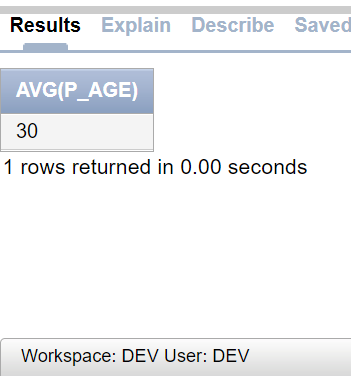 Results Explain Describe Saved
AVG(P_AGE)
30
1 rows returned in 0.00 seconds
Workspace: DEV User: DEV